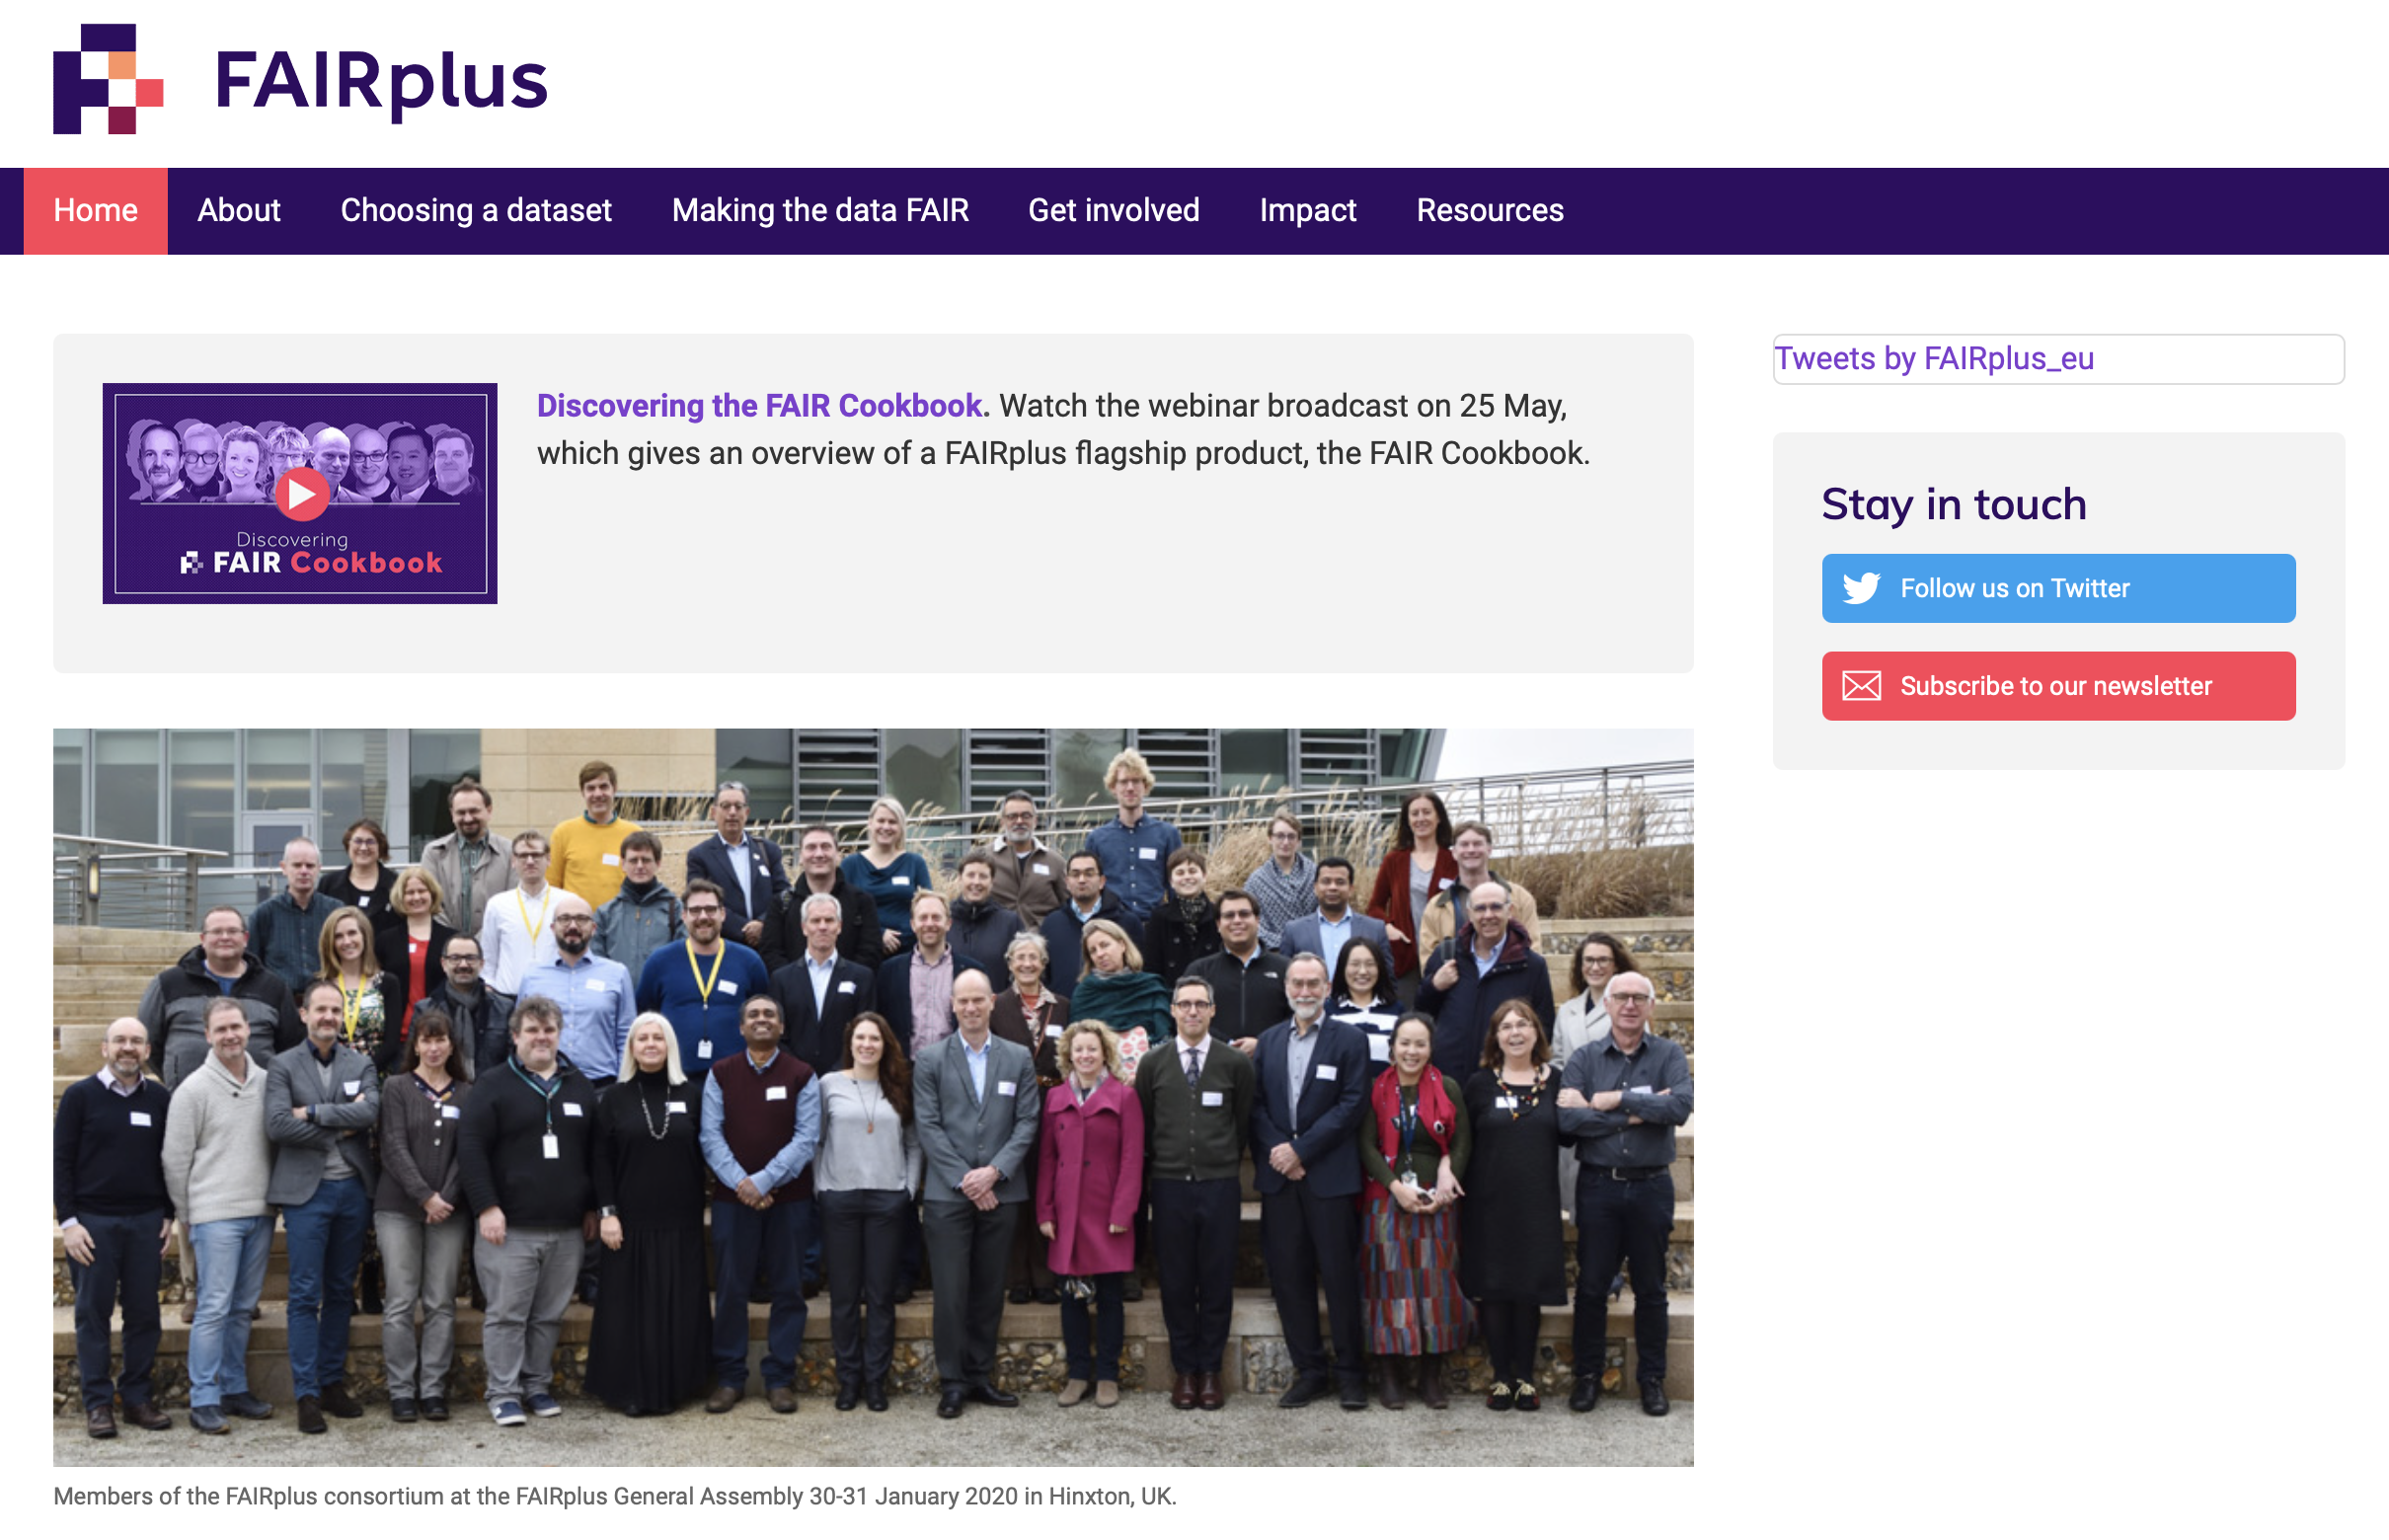 FAIRplus
Home About Choosing a dataset Making the data FAIR Get involved Impact Resources
Discovering
FAIR Cookbook
Discovering the FAIR Cookbook. Watch the webinar broadcast on 25 May,
which gives an overview of a FAIRplus flagship product, the FAIR Cookbook.
Tweets by FAIRplus_eu
Stay in touch
Follow us on Twitter
Subscribe to our newsletter
Members of the FAIRplus consortium at the FAIRplus General Assembly 30-31 January 2020 in Hinxton, UK.